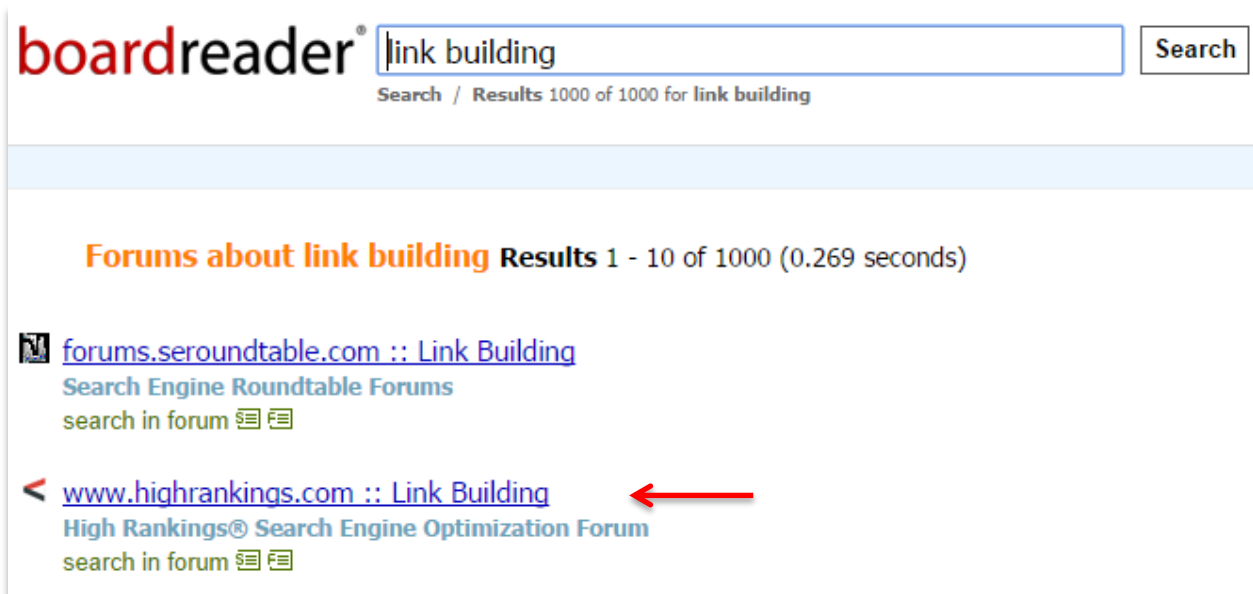 boardreader® link building Search
Search / Results 1000 of 1000 for link building
Forums about link building Results 1 - 10 of 1000 (0.269 seconds)
forums.seroundtable.com :: Link Building
Search Engine Roundtable Forums
search in forum S F
www.highrankings.com :: Link Building
High Rankings® Search Engine Optimization Forum
search in forum S F